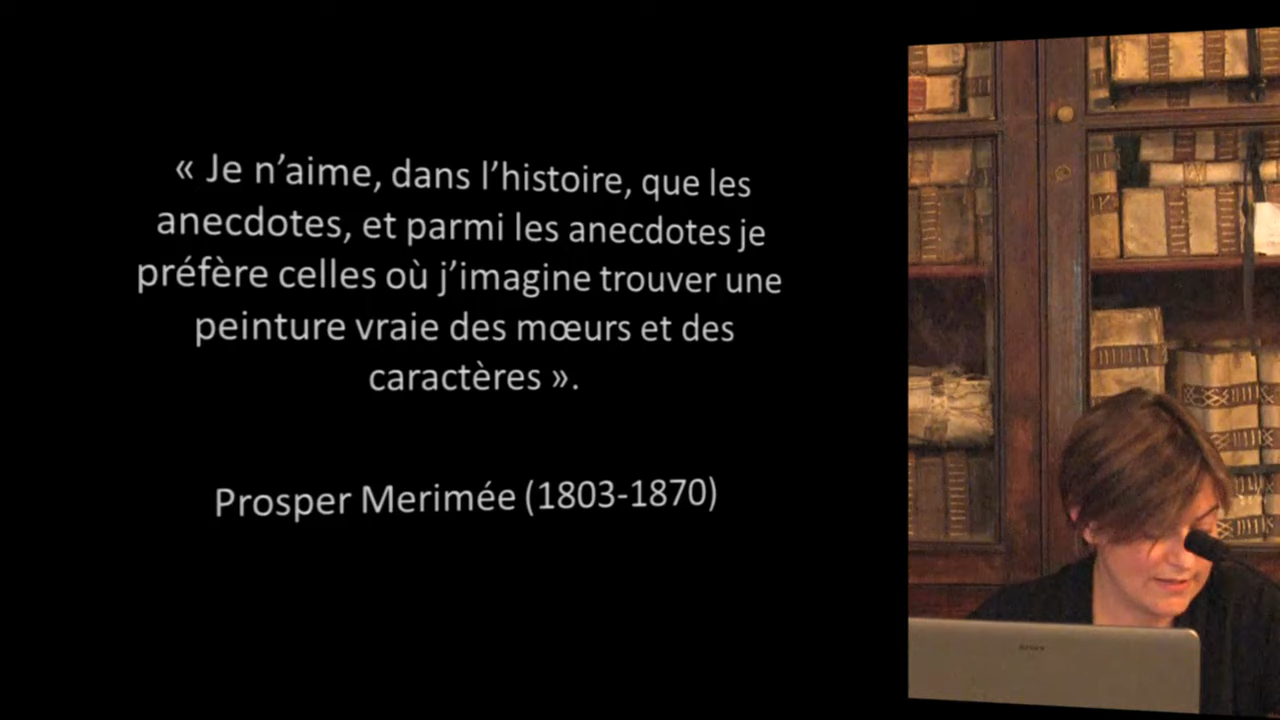 « Je n’aime, dans l’histoire, que les
anecdotes, et parmi les anecdotes je
préfère celles où j’imagine trouver une
peinture vraie des mœurs et des
caractères ».
Prosper Merimée (1803-1870)